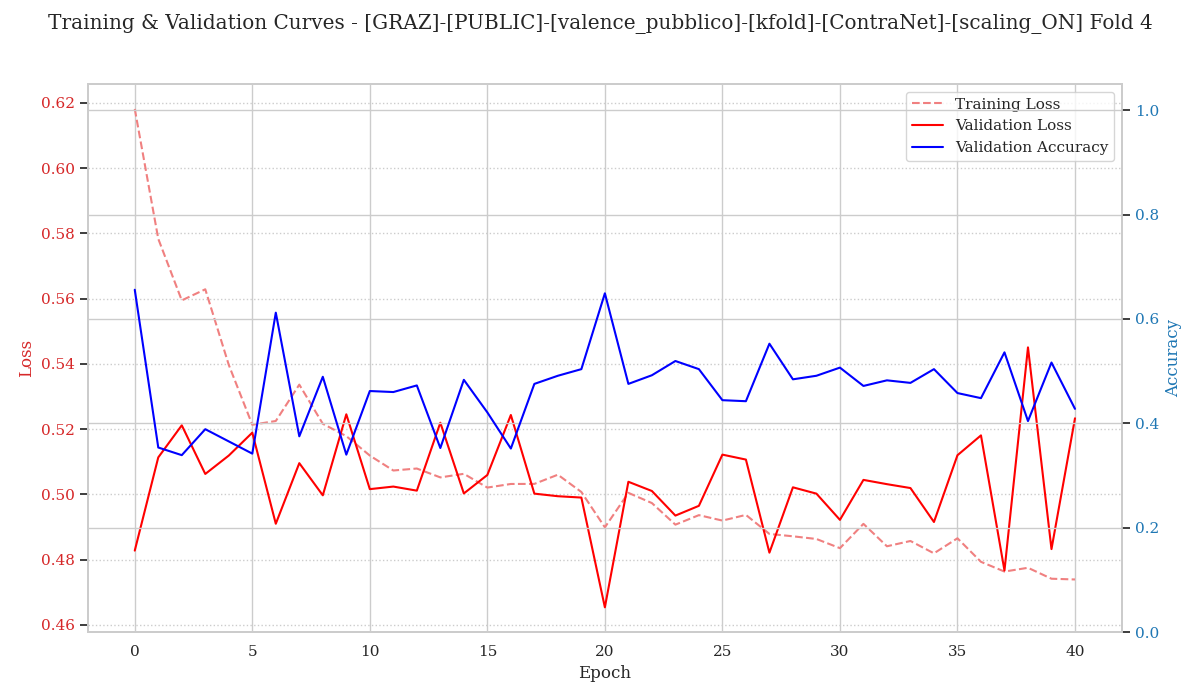 Training & Validation Curves - [GRAZ]-[PUBLIC]-[valence_pubblico]-[kfold]-[ContraNet]-[scaling_ON] Fold 4
Training Loss
Validation Loss
Validation Accuracy
Loss
0.62
0.60
0.58
0.56
0.54
0.52
0.50
0.48
0.46
1.0
0.8
0.6
0.4
0.2
0.0
Accuracy
0 5 10 15 20 25 30 35 40
Epoch